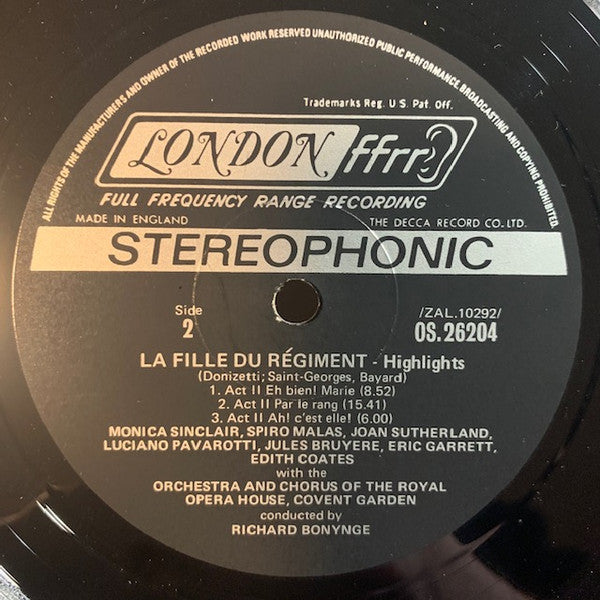 ALL RIGHTS OF THE MANUFACTURERS AND OWNER OF THE RECORDED WORK RESERVED UNAUTHORIZED PUBLIC PERFORMANCE, BROADCASTING AND COPYING PROHIBITED.
Trademarks Reg. U.S. Pat. Off.
LONDON ffrr
FULL FREQUENCY RANGE RECORDING
MADE IN ENGLAND THE DECCA RECORD CO. LTD.
STEREOPHONIC
Side /ZAL.10292/
2 OS.26204
LA FILLE DU RÉGIMENT - Highlights
(Donizetti; Saint-Georges, Bayard)
1. Act II Eh bien! Marie (8.52)
2. Act II Par le rang (15.41)
3. Act II Ah! c'est elle! (6.00)
MONICA SINCLAIR, SPIRO MALAS, JOAN SUTHERLAND,
LUCIANO PAVAROTTI, JULES BRUYERE, ERIC GARRETT,
EDITH COATES
with the
ORCHESTRA AND CHORUS OF THE ROYAL
OPERA HOUSE, COVENT GARDEN
conducted by
RICHARD BONYNGE